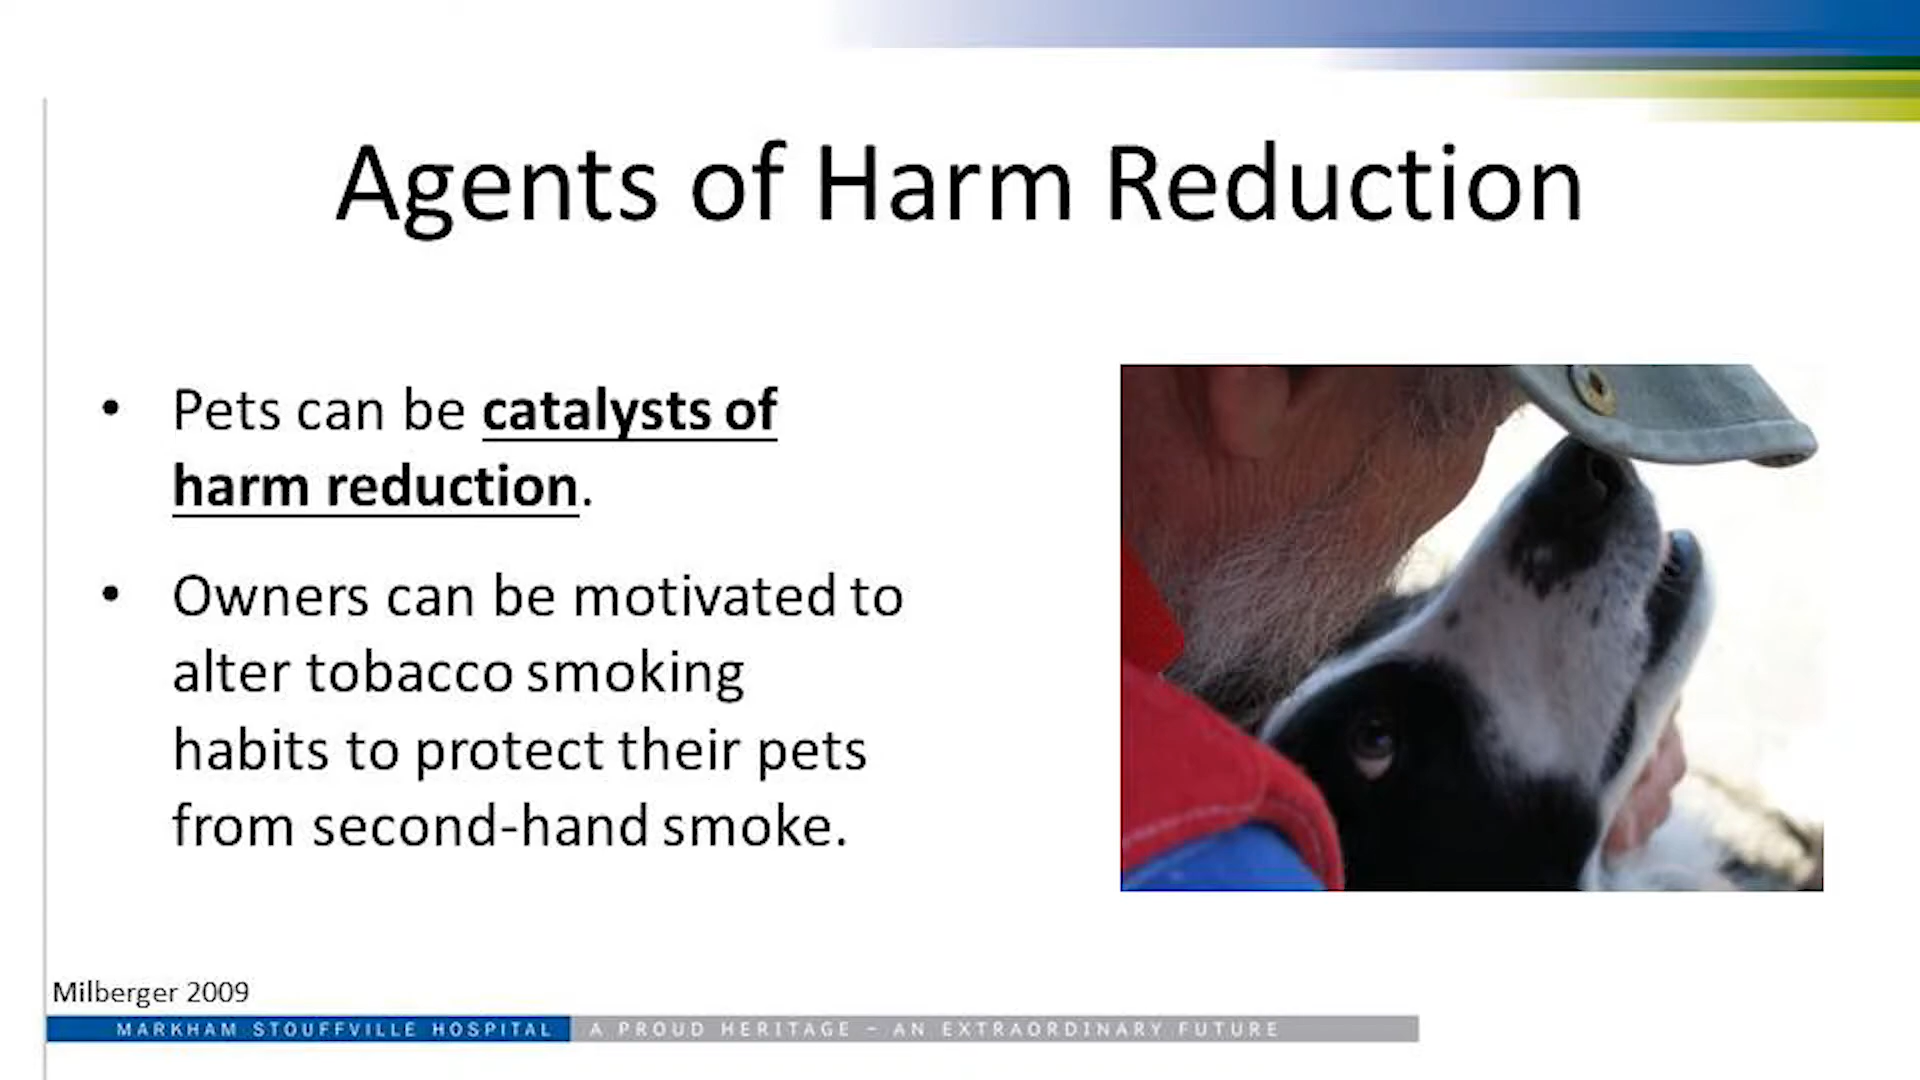 Agents of Harm Reduction
• Pets can be catalysts of
harm reduction.
• Owners can be motivated to
alter tobacco smoking
habits to protect their pets
from second-hand smoke.
Milberger 2009
MARKHAM STOUFFVILLE HOSPITAL A PROUD HERITAGE – AN EXTRAORDINARY FUTURE